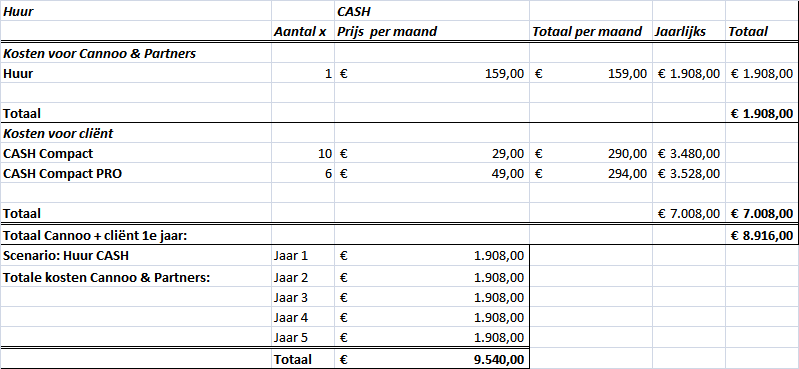 Huur CASH
Aantal x Prijs per maand Totaal per maand Jaarlijks Totaal
Kosten voor Cannoo & Partners
Huur 1 € 159,00 € 159,00 € 1.908,00 € 1.908,00
Totaal € 1.908,00
Kosten voor cliënt
CASH Compact 10 € 29,00 € 290,00 € 3.480,00
CASH Compact PRO 6 € 49,00 € 294,00 € 3.528,00
Totaal € 7.008,00 € 7.008,00
Totaal Cannoo + cliënt 1e jaar: € 8.916,00
Scenario: Huur CASH Jaar 1 € 1.908,00
Totale kosten Cannoo & Partners: Jaar 2 € 1.908,00
Jaar 3 € 1.908,00
Jaar 4 € 1.908,00
Jaar 5 € 1.908,00
Totaal € 9.540,00